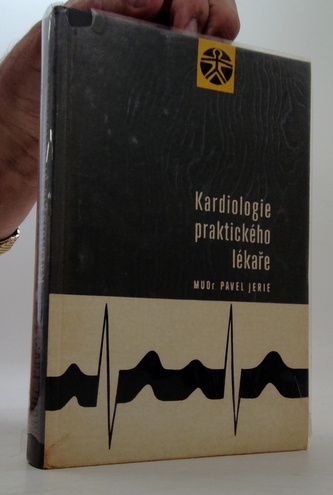 Kardiologie
praktického
lékaře
MUDr PAVEL JERIE